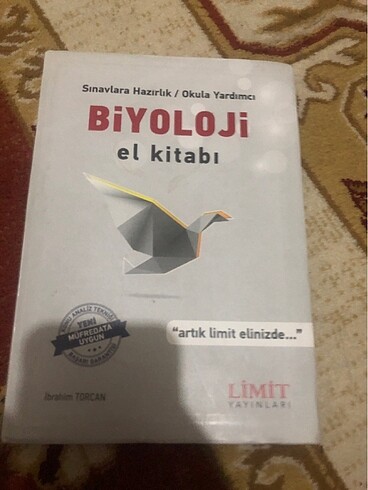 Sınavlara Hazırlık / Okula Yardımcı
BiYOLOJi
el kitabı
YENİ
MÜFREDATA
UYGUN
"artık limit elinizde..."
İbrahim TORCAN
LİMİT
YAYINLARI